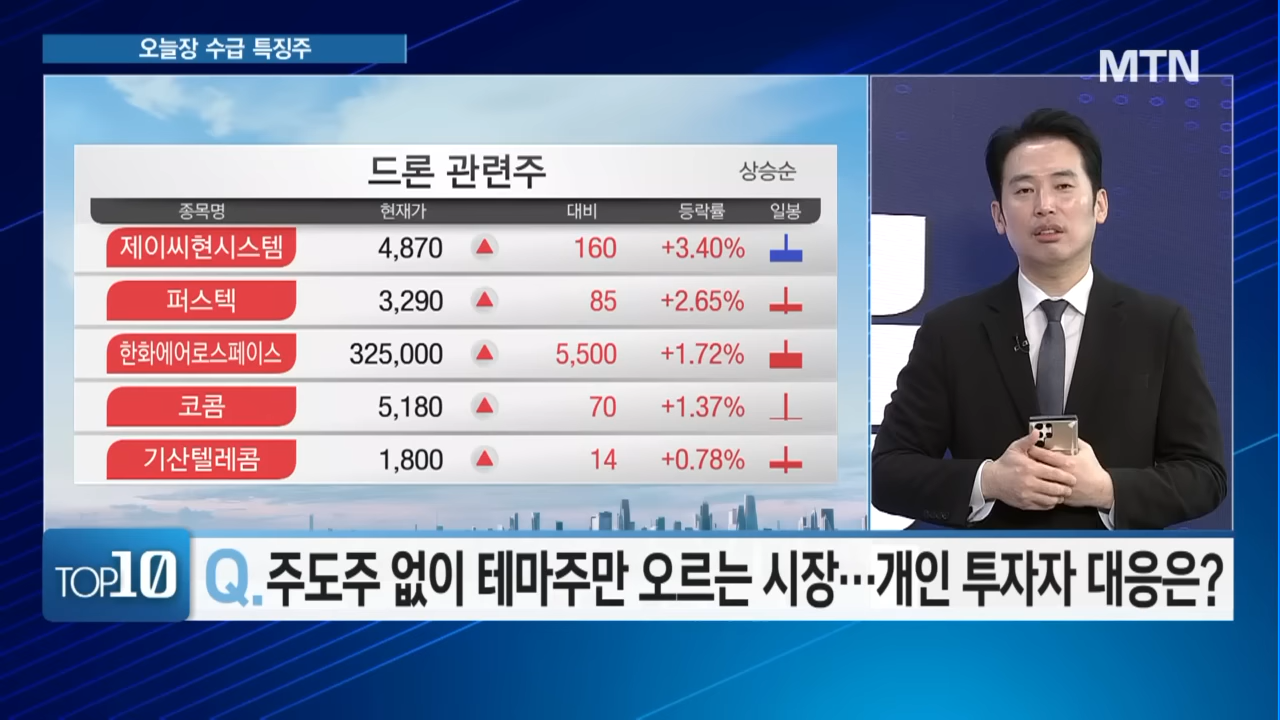 오늘장 수급 특징주
MTN
드론 관련주
상승순
종목명 현재가 대비 등락률 일봉
제이씨현시스템 4,870 ▲ 160 +3.40%
퍼스텍 3,290 ▲ 85 +2.65%
한화에어로스페이스 325,000 ▲ 5,500 +1.72%
코콤 5,180 ▲ 70 +1.37%
기산텔레콤 1,800 ▲ 14 +0.78%
TOP10 Q. 주도주 없이 테마주만 오르는 시장…개인 투자자 대응은?